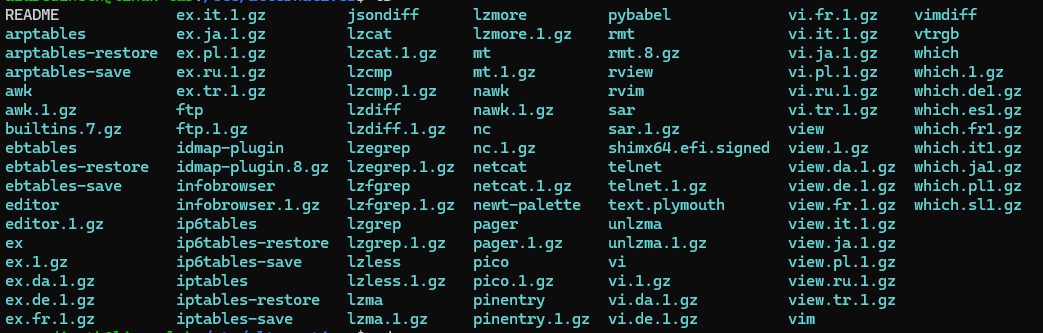 README ex.it.1.gz jsondiff lzmore pybabel vi.fr.1.gz vimdiff
arptables ex.ja.1.gz lzcat lzmore.1.gz rmt vi.it.1.gz vtrgb
arptables-restore ex.pl.1.gz lzcat.1.gz mt rmt.8.gz vi.ja.1.gz which
arptables-save ex.ru.1.gz lzcmp mt.1.gz rview vi.pl.1.gz which.1.gz
awk ex.tr.1.gz lzcmp.1.gz nawk rvim vi.ru.1.gz which.de1.gz
awk.1.gz ftp lzdiff nawk.1.gz sar vi.tr.1.gz which.es1.gz
builtins.7.gz ftp.1.gz lzdiff.1.gz nc sar.1.gz view which.fr1.gz
ebtables idmap-plugin lzegrep nc.1.gz shimx64.efi.signed view.1.gz which.it1.gz
ebtables-restore idmap-plugin.8.gz lzegrep.1.gz netcat telnet view.da.1.gz which.ja1.gz
ebtables-save infobrowser lzfgrep netcat.1.gz telnet.1.gz view.de.1.gz which.pl1.gz
editor infobrowser.1.gz lzfgrep.1.gz newt-palette text.plymouth view.fr.1.gz which.sl1.gz
editor.1.gz ip6tables lzgrep pager unlzma view.it.1.gz
ex ip6tables-restore lzgrep.1.gz pager.1.gz unlzma.1.gz view.ja.1.gz
ex.1.gz ip6tables-save lzless pico vi view.pl.1.gz
ex.da.1.gz iptables lzless.1.gz pico.1.gz vi.1.gz view.ru.1.gz
ex.de.1.gz iptables-restore lzma pinentry vi.da.1.gz view.tr.1.gz
ex.fr.1.gz iptables-save lzma.1.gz pinentry.1.gz vi.de.1.gz vim